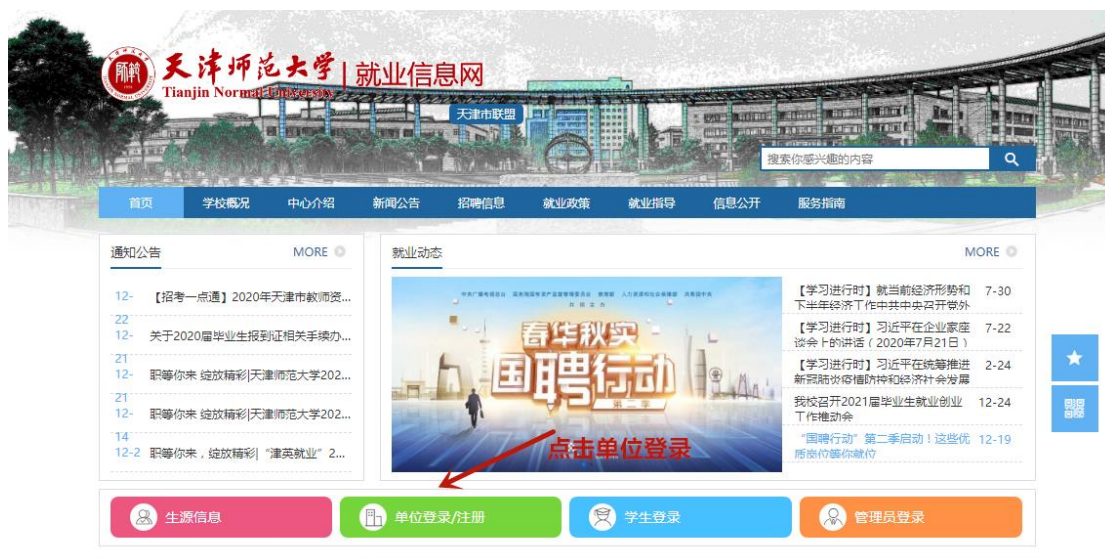 天津师范大学
Tianjin Normal University
就业信息网
天津市联盟
搜索你感兴趣的内容
首页 学校概况 中心介绍 新闻公告 招聘信息 就业政策 就业指导 信息公开 服务指南
通知公告 MORE
12-22 【招考一点通】2020年天津市教师资...
12-21 关于2020届毕业生报到证相关手续办...
12-21 职等你来 绽放精彩|天津师范大学202...
12-14 职等你来 绽放精彩|天津师范大学202...
12-2 职等你来，绽放精彩| “津英就业” 2...
就业动态 MORE
共同主办
春华秋实
国聘行动
第二季
【学习进行时】就当前经济形势和 7-30
下半年经济工作中共中央召开党外
【学习进行时】习近平在企业家座 7-22
谈会上的讲话（2020年7月21日）
【学习进行时】习近平在统筹推进 2-24
新冠肺炎疫情防控和经济社会发展
我校召开2021届毕业生就业创业 12-24
工作推动会
“国聘行动”第二季启动！这些优 12-19
质岗位等你就位
点击单位登录
生源信息 单位登录/注册 学生登录 管理员登录